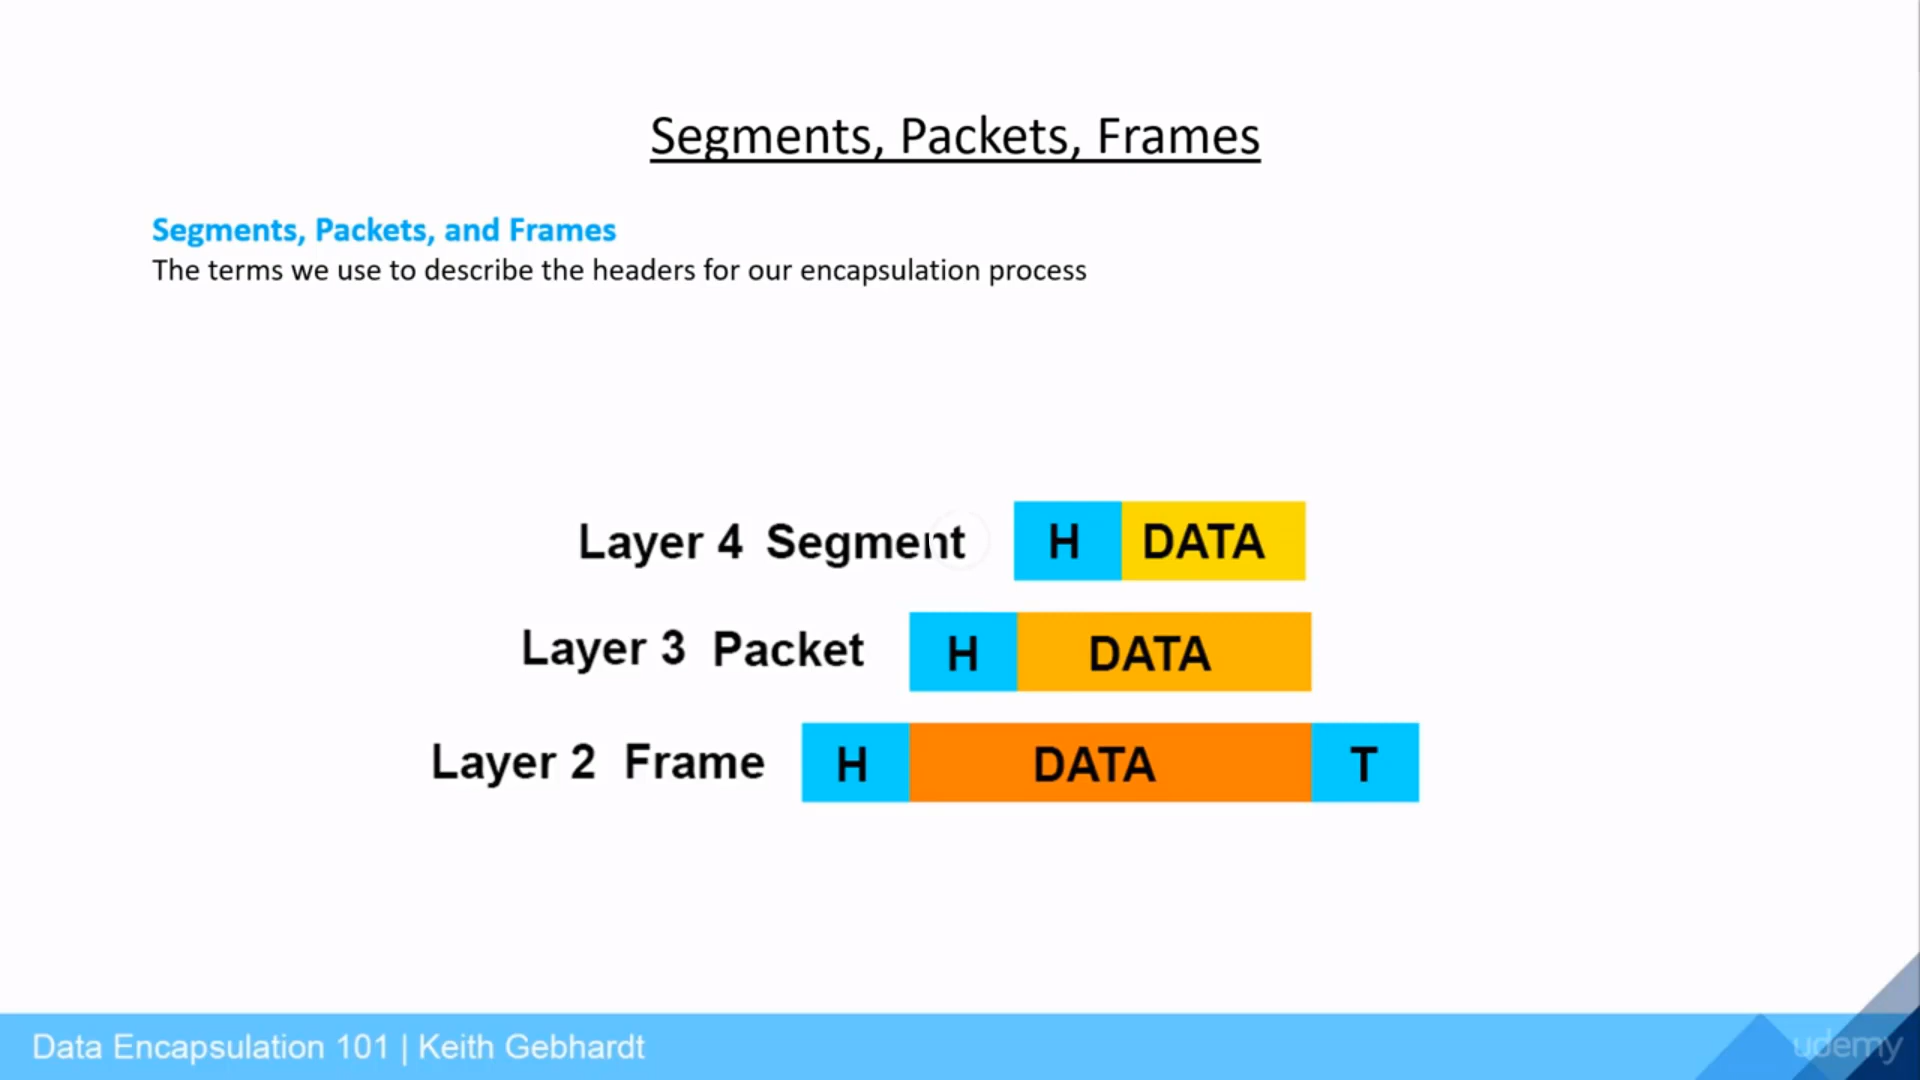 Segments, Packets, Frames
Segments, Packets, and Frames
The terms we use to describe the headers for our encapsulation process
Layer 4 Segment H DATA
Layer 3 Packet H DATA
Layer 2 Frame H DATA T
Data Encapsulation 101 | Keith Gebhardt
udemy